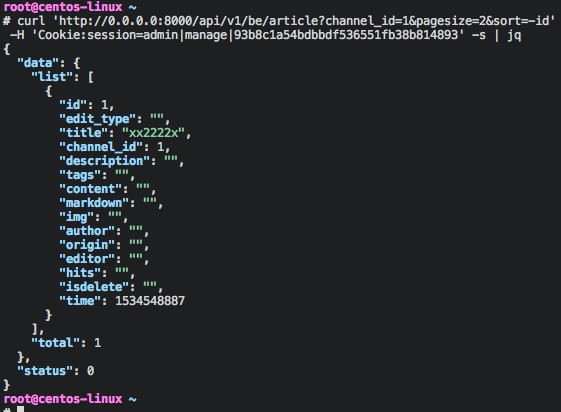 root@centos-linux ~
# curl 'http://0.0.0.0:8000/api/v1/be/article?channel_id=1&pagesize=2&sort=-id'
 -H 'Cookie:session=admin|manage|93b8c1a54bdbbdf536551fb38b814893' -s | jq
{
  "data": {
    "list": [
      {
        "id": 1,
        "edit_type": "",
        "title": "xx2222x",
        "channel_id": 1,
        "description": "",
        "tags": "",
        "content": "",
        "markdown": "",
        "img": "",
        "author": "",
        "origin": "",
        "editor": "",
        "hits": "",
        "isdelete": "",
        "time": 1534548887
      }
    ],
    "total": 1
  },
  "status": 0
}
root@centos-linux ~
#